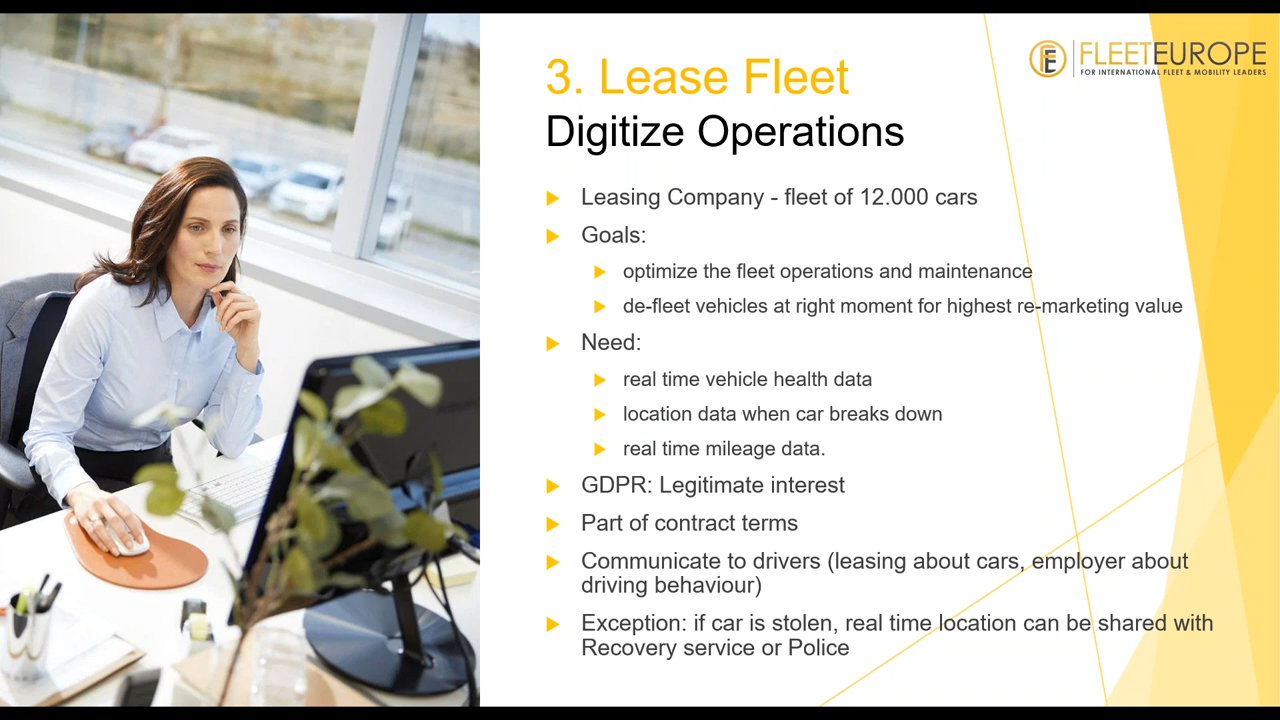 FLEETEUROPE
FOR INTERNATIONAL FLEET & MOBILITY LEADERS
3. Lease Fleet
Digitize Operations
Leasing Company - fleet of 12.000 cars
Goals:
optimize the fleet operations and maintenance
de-fleet vehicles at right moment for highest re-marketing value
Need:
real time vehicle health data
location data when car breaks down
real time mileage data.
GDPR: Legitimate interest
Part of contract terms
Communicate to drivers (leasing about cars, employer about
driving behaviour)
Exception: if car is stolen, real time location can be shared with
Recovery service or Police